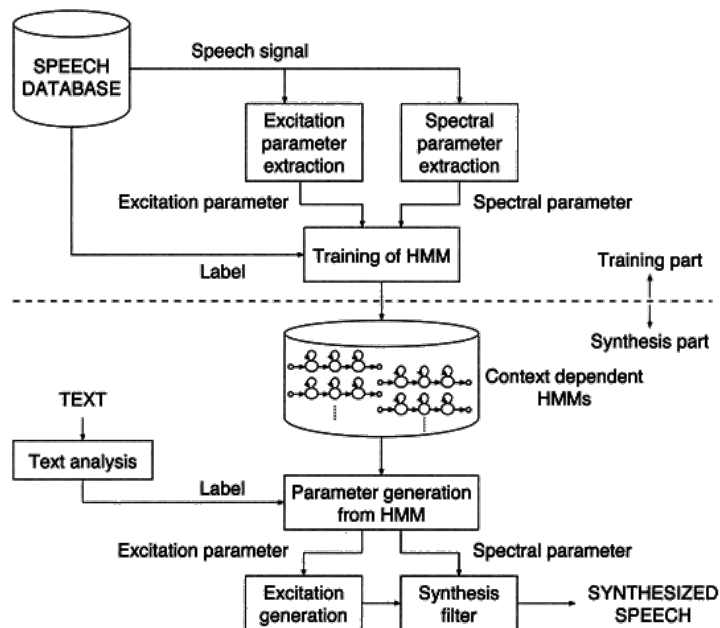 Speech signal
SPEECH
DATABASE
Excitation
parameter
extraction
Spectral
parameter
extraction
Excitation parameter
Spectral parameter
Training of HMM
Label
Training part
Synthesis part
Context dependent
HMMs
TEXT
Text analysis
Label
Parameter generation
from HMM
Excitation parameter
Spectral parameter
Excitation
generation
Synthesis
filter
SYNTHESIZED
SPEECH